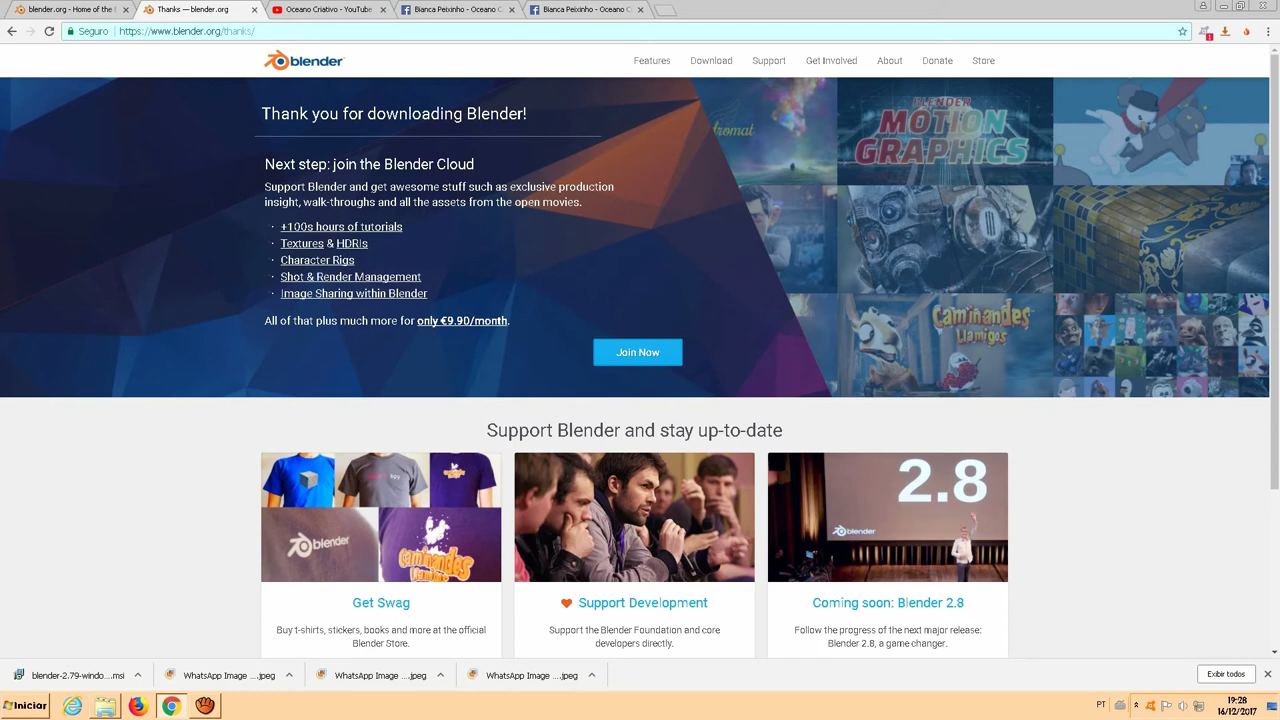 blender.org - Home of the B
Thanks — blender.org
Oceano Criativo - YouTube
Bianca Peixinho - Oceano C
Bianca Peixinho - Oceano C
Seguro
https://www.blender.org/thanks/
blender
Features
Download
Support
Get Involved
About
Donate
Store
Thank you for downloading Blender!
Next step: join the Blender Cloud
Support Blender and get awesome stuff such as exclusive production
insight, walk-throughs and all the assets from the open movies.
· +100s hours of tutorials
· Textures & HDRIs
· Character Rigs
· Shot & Render Management
· Image Sharing within Blender
All of that plus much more for only €9.90/month.
Join Now
BLENDER
MOTION
GRAPHICS
Caminandes
Llamigos
Support Blender and stay up-to-date
blender
Caminandes
Llamigos
2.8
blender
Get Swag
Support Development
Coming soon: Blender 2.8
Buy t-shirts, stickers, books and more at the official
Blender Store.
Support the Blender Foundation and core
developers directly.
Follow the progress of the next major release:
Blender 2.8, a game changer.
blender-2.79-windo....msi
WhatsApp Image ....jpeg
WhatsApp Image ....jpeg
WhatsApp Image ....jpeg
Exibir todos
Iniciar
PT
19:28
16/12/2017